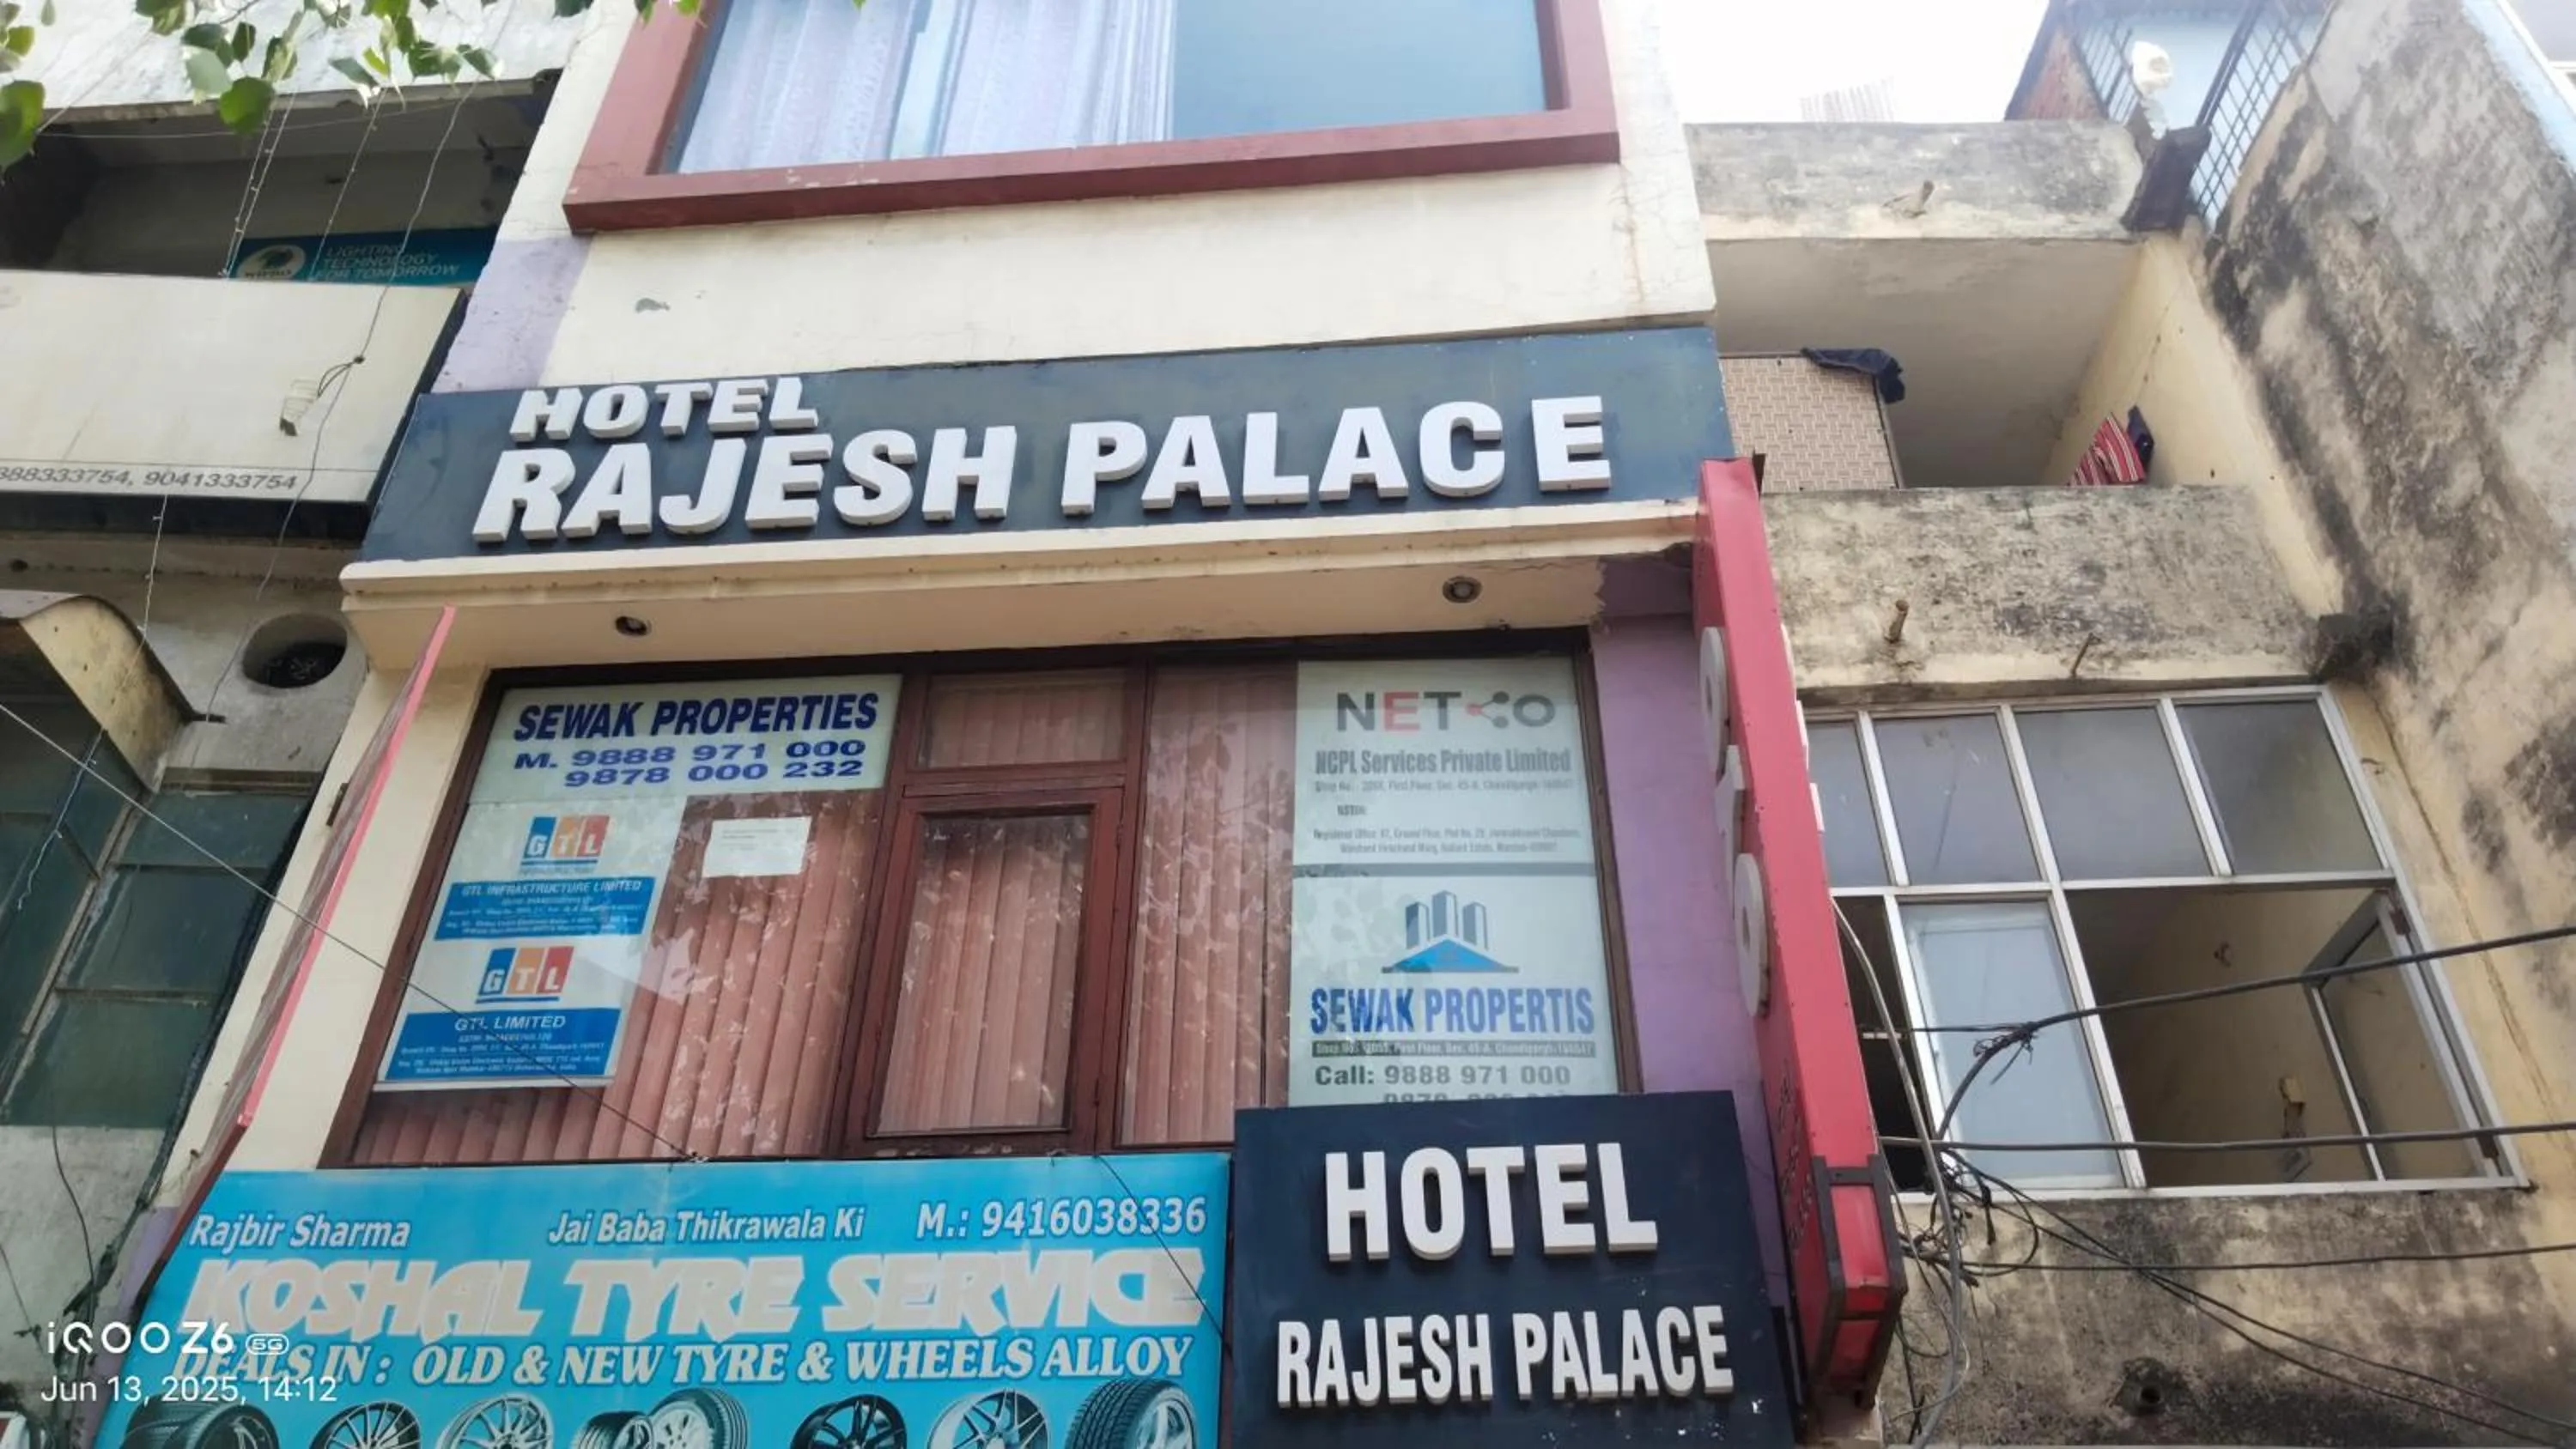 LIGHTING
TECHNOLOGY
FOR TOMORROW
88333754, 9041333754
HOTEL
RAJESH PALACE
SEWAK PROPERTIES
M. 9888 971 000
9878 000 232
GTL
GTL INFRASTRUCTURE LIMITED
GTL
GTL LIMITED
NETCO
NCPL Services Private Limited
SEWAK PROPERTIS
Call: 9888 971 000
HOTEL
RAJESH PALACE
Rajbir Sharma Jai Baba Thikrawala Ki M.: 9416038336
KOSHAL TYRE SERVICE
DEALS IN : OLD & NEW TYRE & WHEELS ALLOY
iQOO Z6 5G
Jun 13, 2025, 14:12